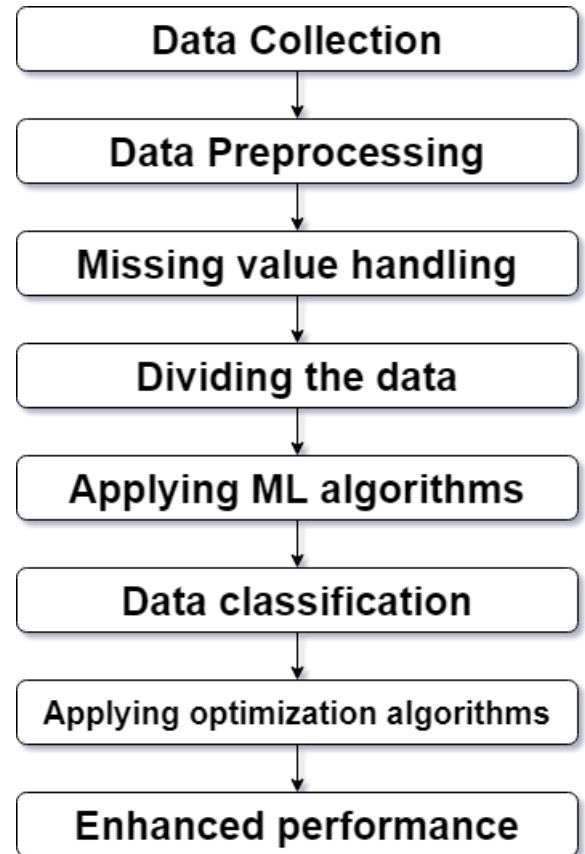 Data Collection
Data Preprocessing
Missing value handling
Dividing the data
Applying ML algorithms
Data classification
Applying optimization algorithms
Enhanced performance